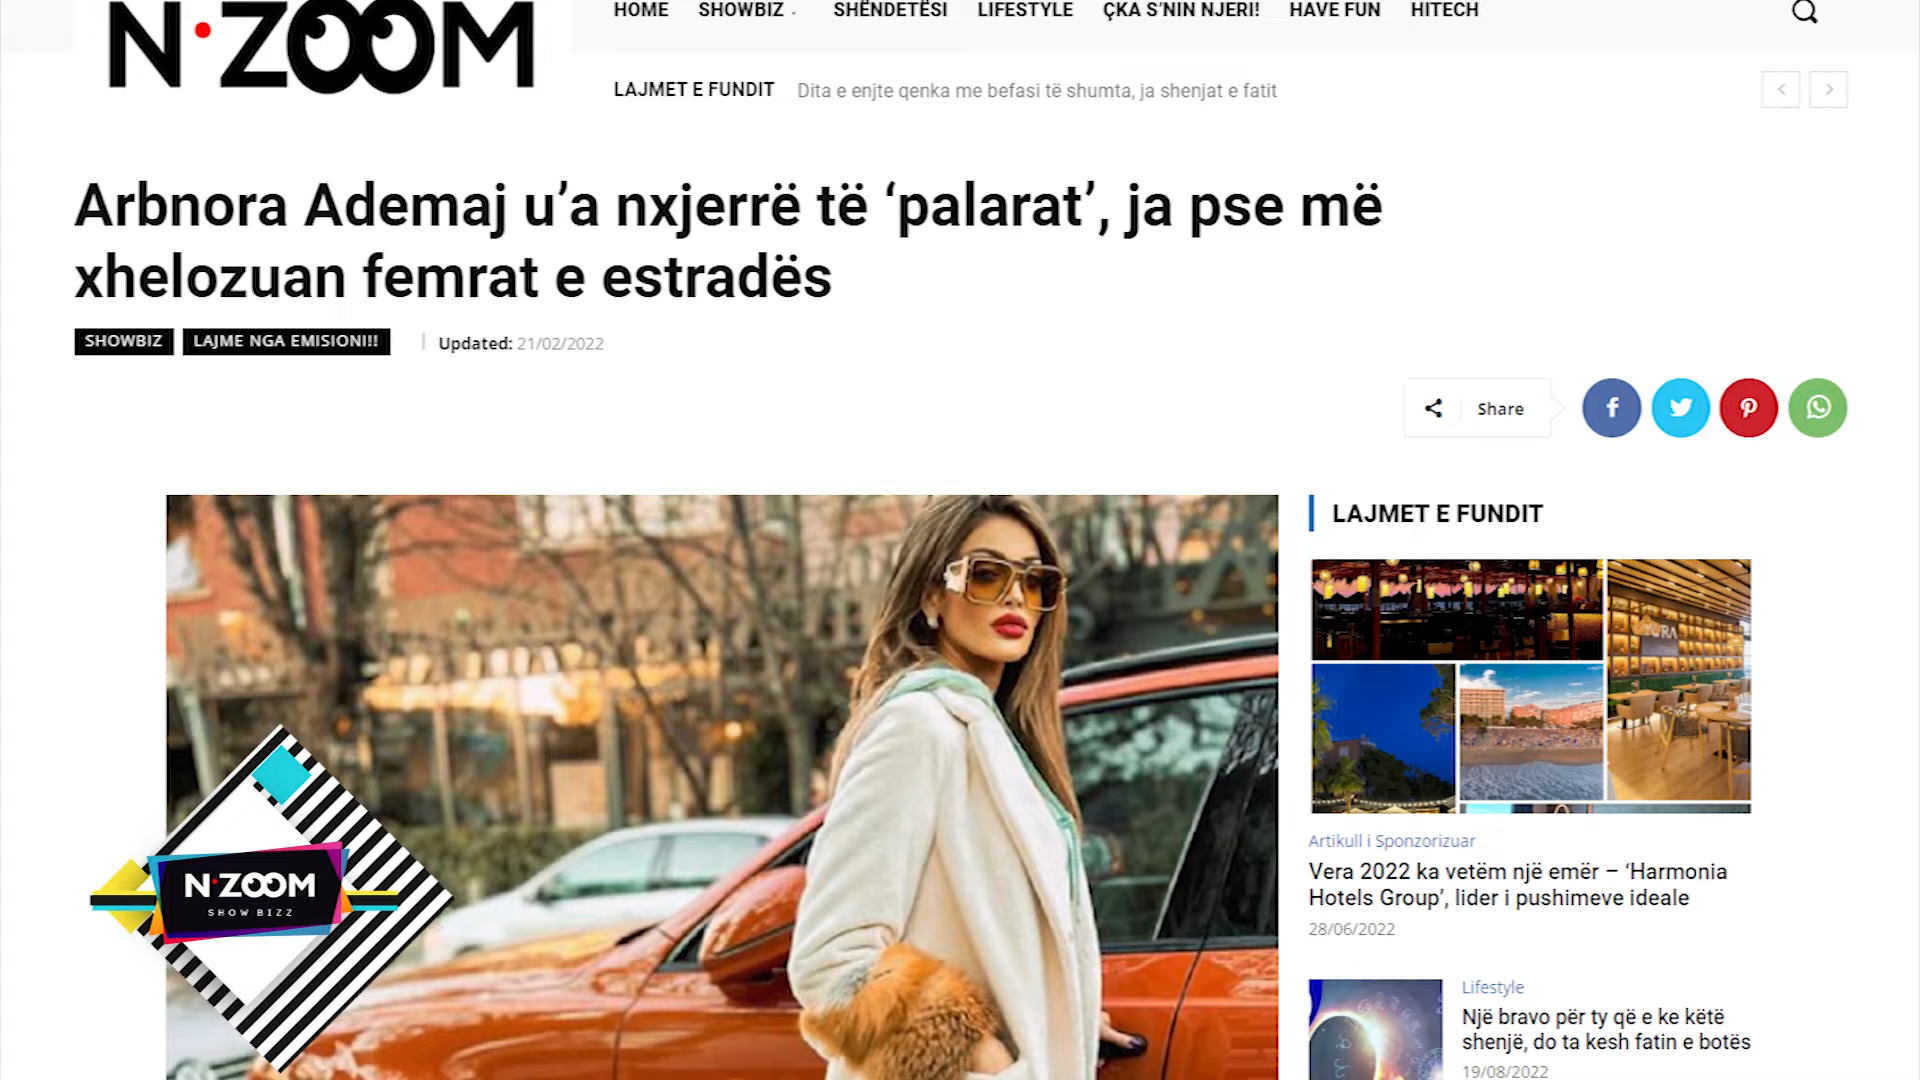 N·ZOOM
HOME SHOWBIZ SHËNDETËSI LIFESTYLE ÇKA S’NIN NJERI! HAVE FUN HITECH
LAJMET E FUNDIT Dita e enjte qenka me befasi të shumta, ja shenjat e fatit
Arbnora Ademaj u’a nxjerrë të ‘palarat’, ja pse më
xhelozuan femrat e estradës
SHOWBIZ LAJME NGA EMISIONI!! Updated: 21/02/2022
Share
LAJMET E FUNDIT
Artikull i Sponzorizuar
Vera 2022 ka vetëm një emër – ‘Harmonia
Hotels Group’, lider i pushimeve ideale
28/06/2022
Lifestyle
Një bravo për ty që e ke këtë
shenjë, do ta kesh fatin e botës
19/08/2022
N·ZOOM
SHOW BIZZ